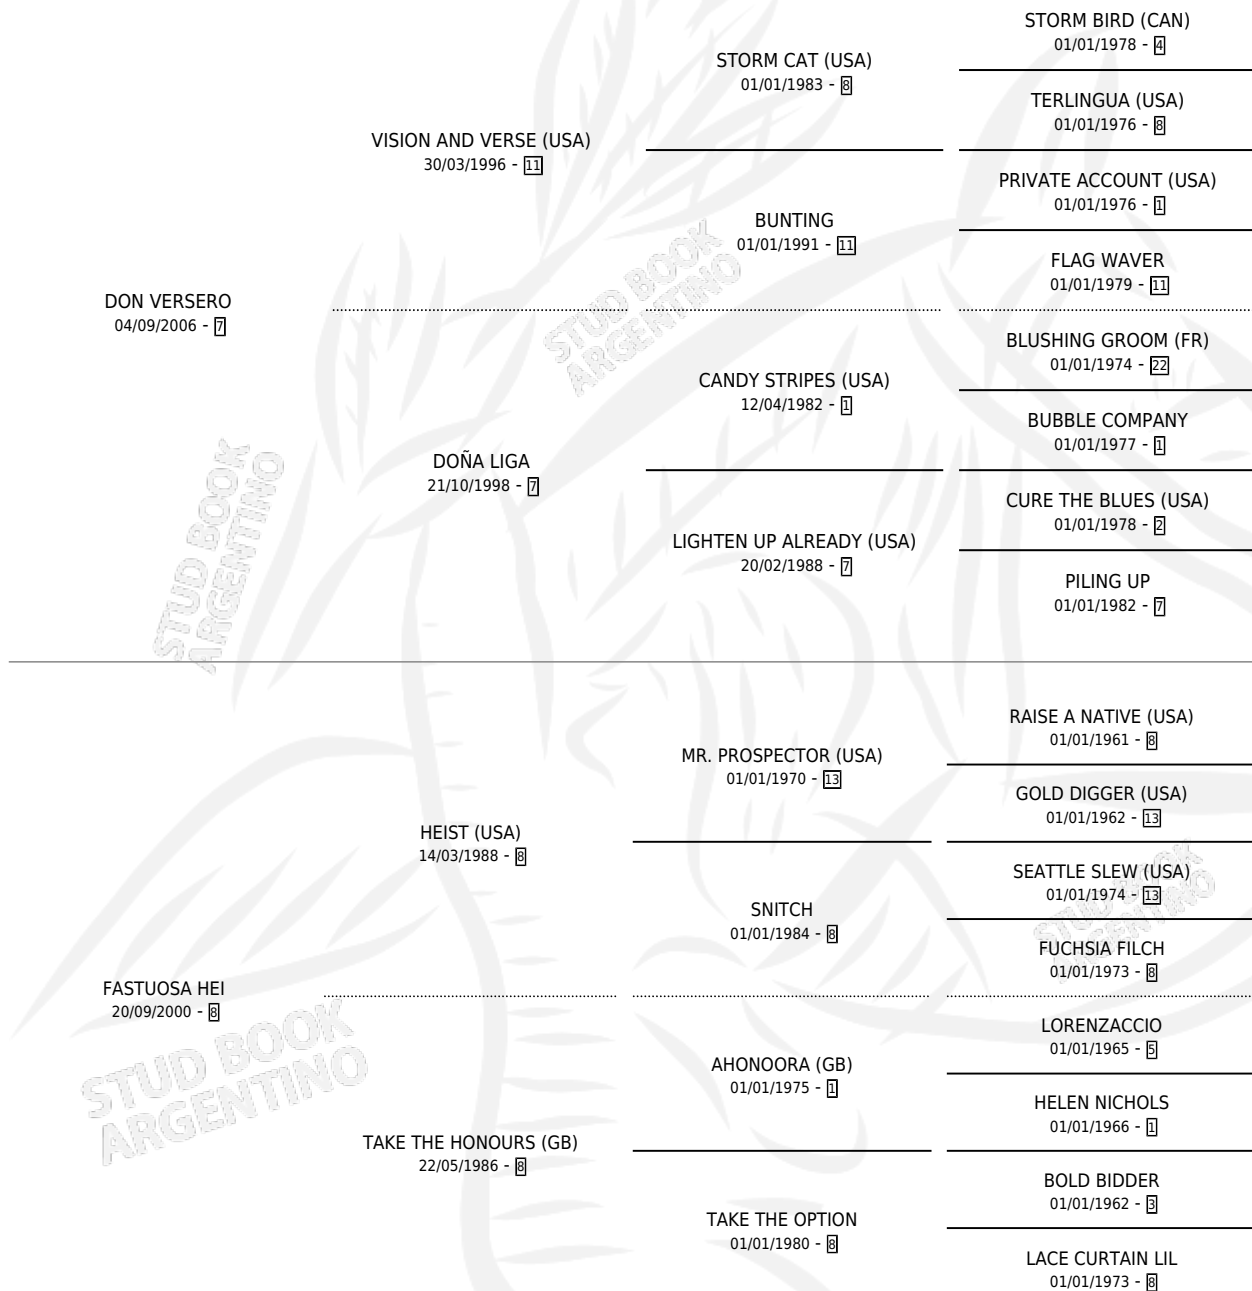 STORM BIRD (CAN)
01/01/1978 - 4
STORM CAT (USA)
01/01/1983 - 8
TERLINGUA (USA)
01/01/1976 - 8
VISION AND VERSE (USA)
30/03/1996 - 11
PRIVATE ACCOUNT (USA)
01/01/1976 - 1
BUNTING
01/01/1991 - 11
FLAG WAVER
01/01/1979 - 11
DON VERSERO
04/09/2006 - 7
BLUSHING GROOM (FR)
01/01/1974 - 22
CANDY STRIPES (USA)
12/04/1982 - 1
BUBBLE COMPANY
01/01/1977 - 1
DOÑA LIGA
21/10/1998 - 7
CURE THE BLUES (USA)
01/01/1978 - 2
LIGHTEN UP ALREADY (USA)
20/02/1988 - 7
PILING UP
01/01/1982 - 7
RAISE A NATIVE (USA)
01/01/1961 - 8
MR. PROSPECTOR (USA)
01/01/1970 - 13
GOLD DIGGER (USA)
01/01/1962 - 13
HEIST (USA)
14/03/1988 - 8
SEATTLE SLEW (USA)
01/01/1974 - 13
SNITCH
01/01/1984 - 8
FUCHSIA FILCH
01/01/1973 - 8
FASTUOSA HEI
20/09/2000 - 8
LORENZACCIO
01/01/1965 - 5
AHONOORA (GB)
01/01/1975 - 1
HELEN NICHOLS
01/01/1966 - 1
TAKE THE HONOURS (GB)
22/05/1986 - 8
BOLD BIDDER
01/01/1962 - 3
TAKE THE OPTION
01/01/1980 - 8
LACE CURTAIN LIL
01/01/1973 - 8
STUD BOOK
ARGENTINO
STUD BOOK
ARGENTINO
STUD BOOK
ARGENTINO
STUD BOOK
ARGENTINO